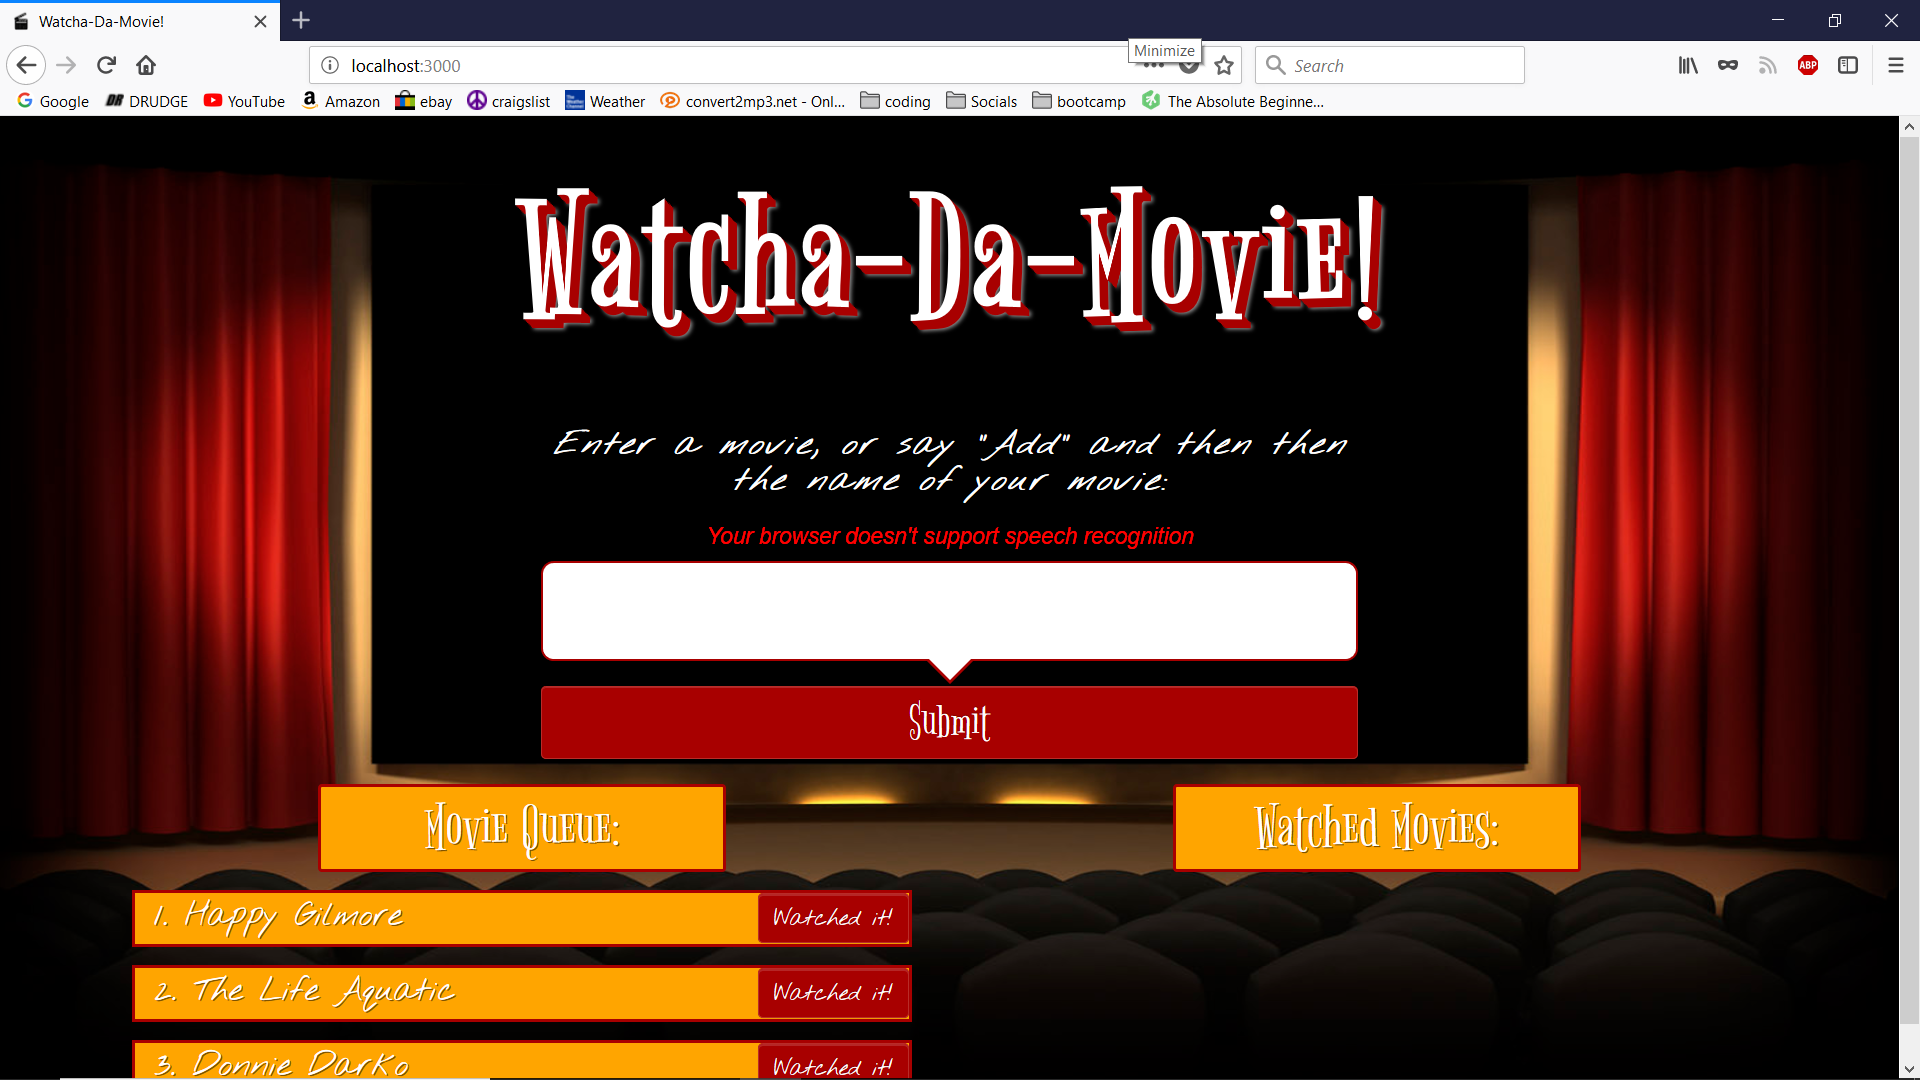 Watcha-Da-Movie!
Minimize
localhost:3000
Search
ABP
Google DRUDGE YouTube Amazon ebay craigslist Weather convert2mp3.net - Onl... coding Socials bootcamp The Absolute Beginne...
Watcha-Da-Movie!
Enter a movie, or say "Add" and then then
the name of your movie:
Your browser doesn't support speech recognition
Submit
Movie Queue:
Watched Movies:
1. Happy Gilmore Watched it!
2. The Life Aquatic Watched it!
3. Donnie Darko Watched it!